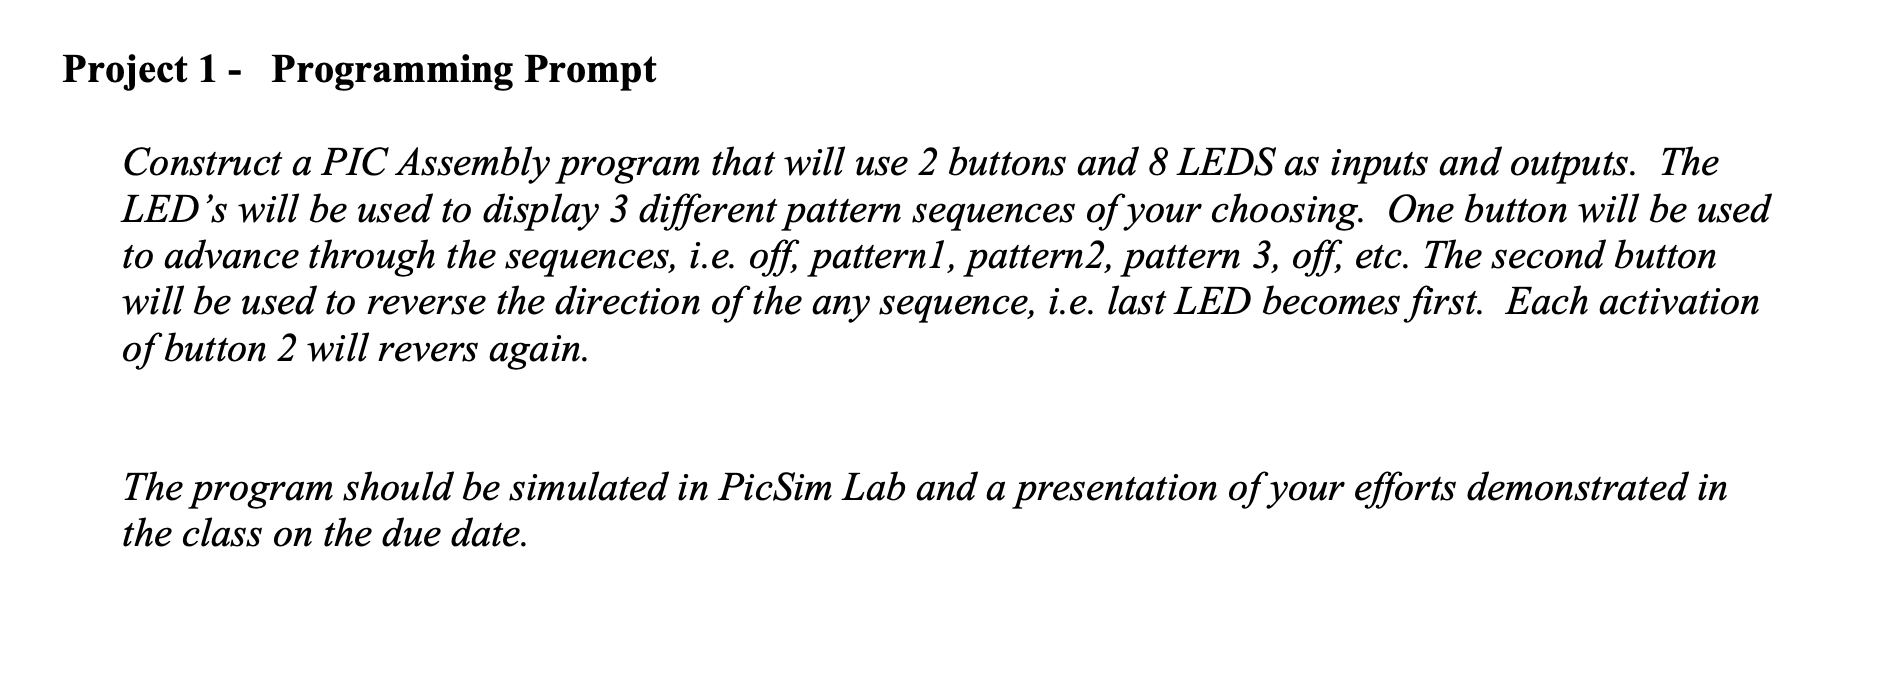 Project 1 - Programming Prompt
Construct a PIC Assembly program that will use 2 buttons and 8 LEDS as inputs and outputs. The
LED’s will be used to display 3 different pattern sequences of your choosing. One button will be used
to advance through the sequences, i.e. off, pattern1, pattern2, pattern 3, off, etc. The second button
will be used to reverse the direction of the any sequence, i.e. last LED becomes first. Each activation
of button 2 will revers again.
The program should be simulated in PicSim Lab and a presentation of your efforts demonstrated in
the class on the due date.